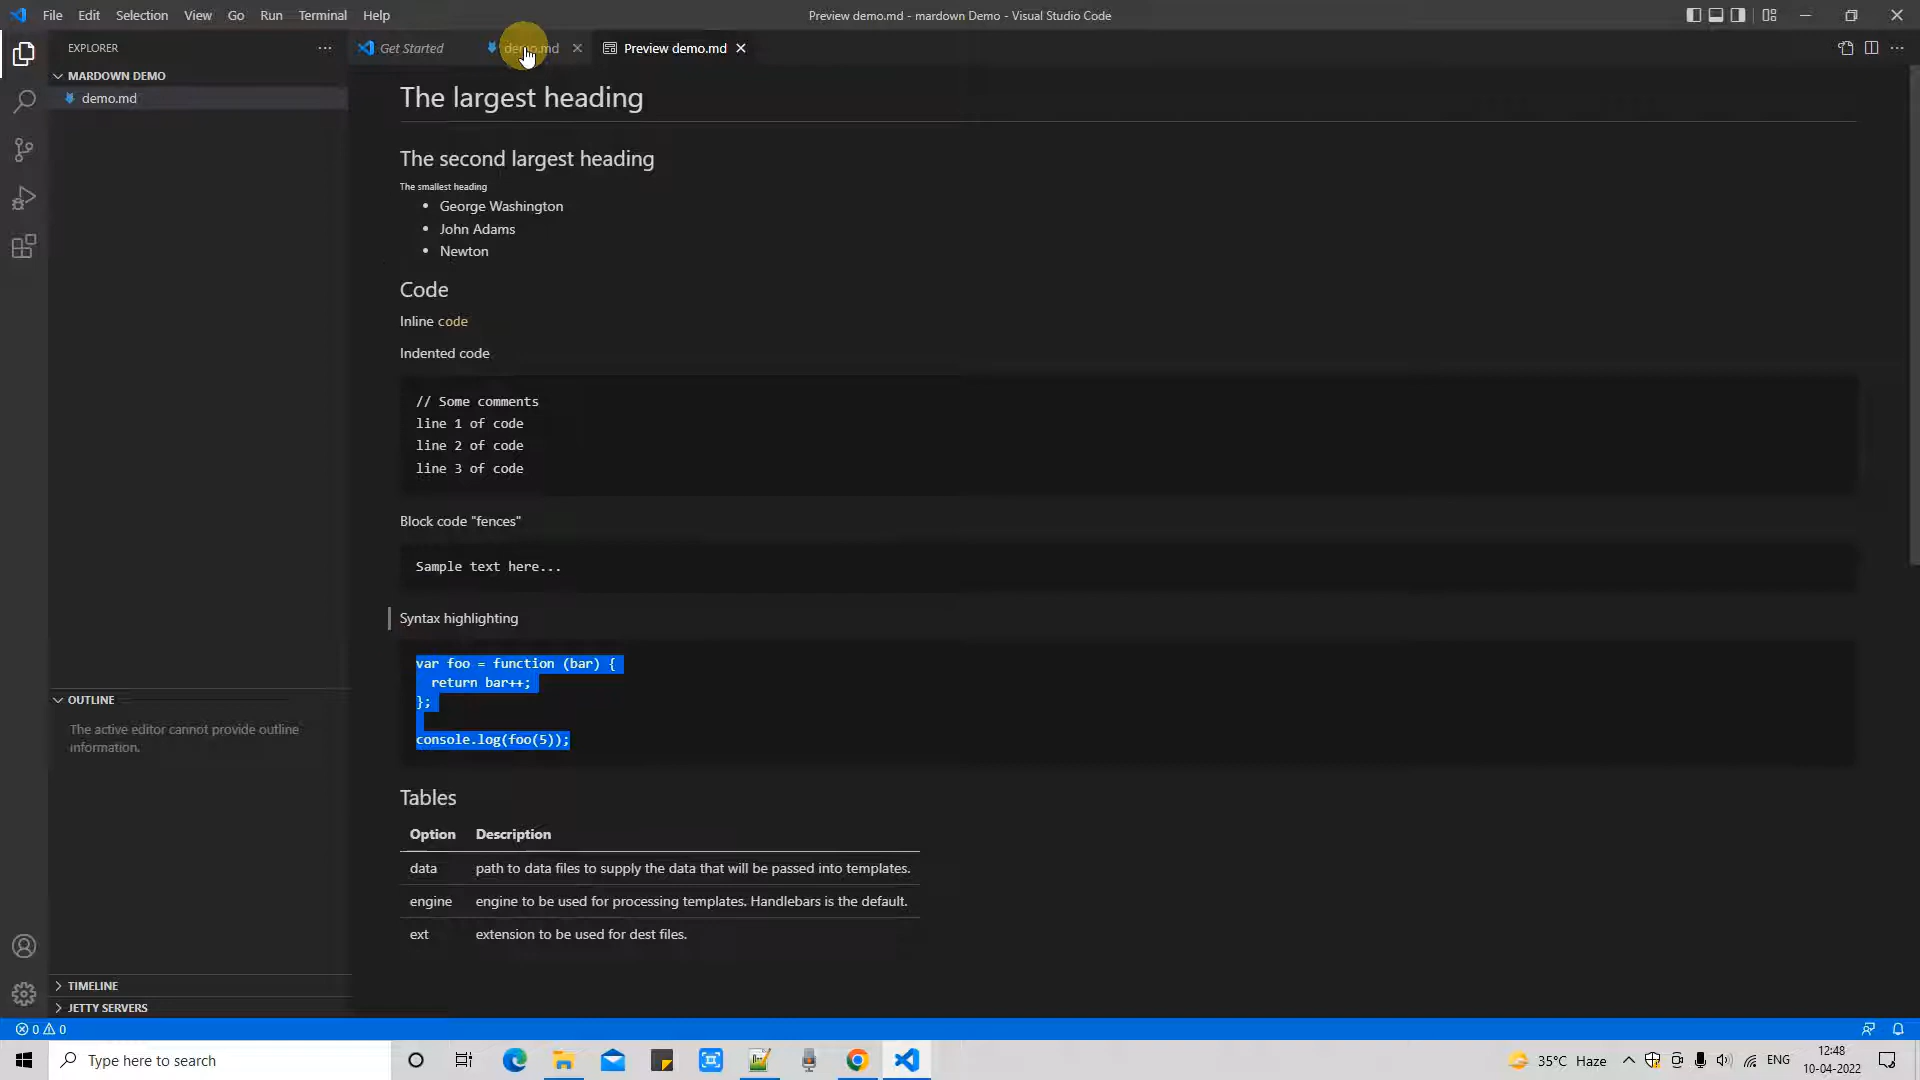 File Edit Selection View Go Run Terminal Help
Preview demo.md - mardown Demo - Visual Studio Code
EXPLORER
Get Started
demo.md
Preview demo.md
MARDOWN DEMO
demo.md
The largest heading
The second largest heading
The smallest heading
George Washington
John Adams
Newton
Code
Inline code
Indented code
// Some comments
line 1 of code
line 2 of code
line 3 of code
Block code "fences"
Sample text here...
Syntax highlighting
var foo = function (bar) {
return bar++;
};
console.log(foo(5));
OUTLINE
The active editor cannot provide outline
information.
Tables
Option Description
data path to data files to supply the data that will be passed into templates.
engine engine to be used for processing templates. Handlebars is the default.
ext extension to be used for dest files.
TIMELINE
JETTY SERVERS
0 0
Type here to search
35°C Haze
ENG
12:48
10-04-2022